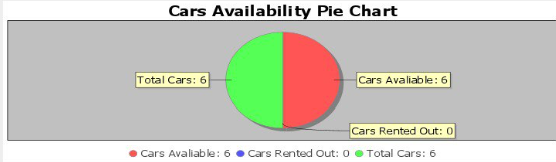 Cars Availability Pie Chart
Total Cars: 6
Cars Avaliable: 6
Cars Rented Out: 0
Cars Avaliable: 6 Cars Rented Out: 0 Total Cars: 6